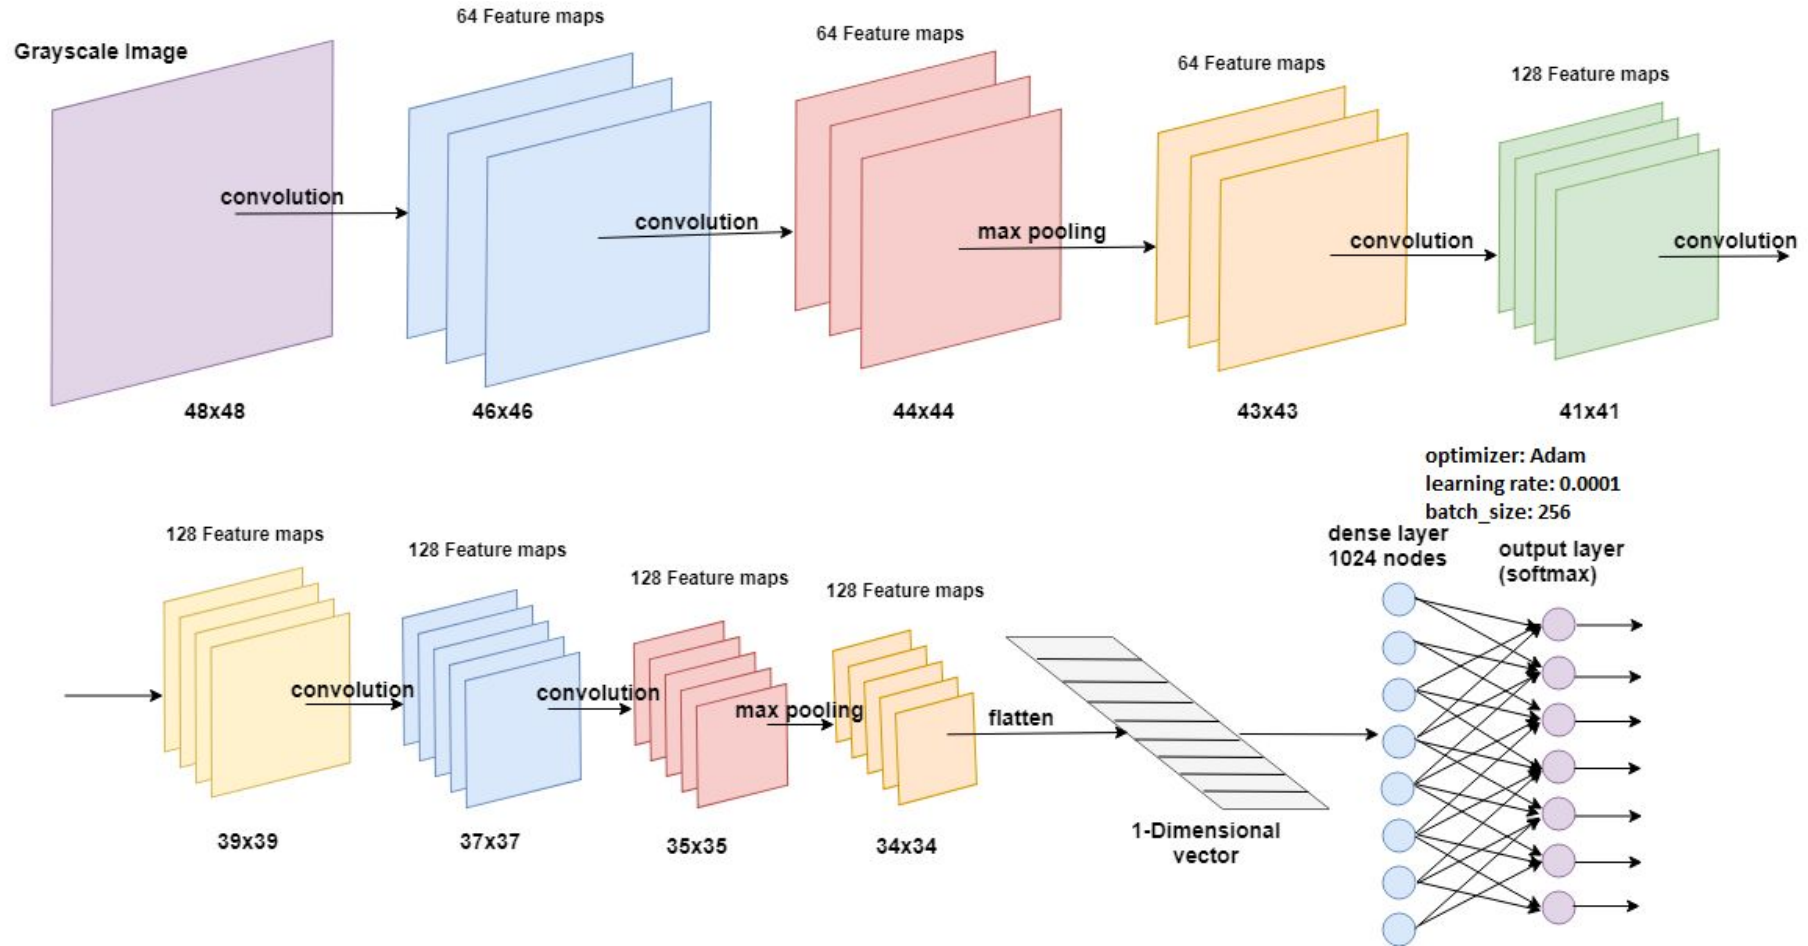 Grayscale Image
64 Feature maps
64 Feature maps
64 Feature maps
128 Feature maps
convolution
convolution
max pooling
convolution
convolution
48x48
46x46
44x44
43x43
41x41
optimizer: Adam
learning rate: 0.0001
batch_size: 256
dense layer
1024 nodes
output layer
(softmax)
128 Feature maps
128 Feature maps
128 Feature maps
128 Feature maps
convolution
convolution
max pooling
flatten
39x39
37x37
35x35
34x34
1-Dimensional
vector